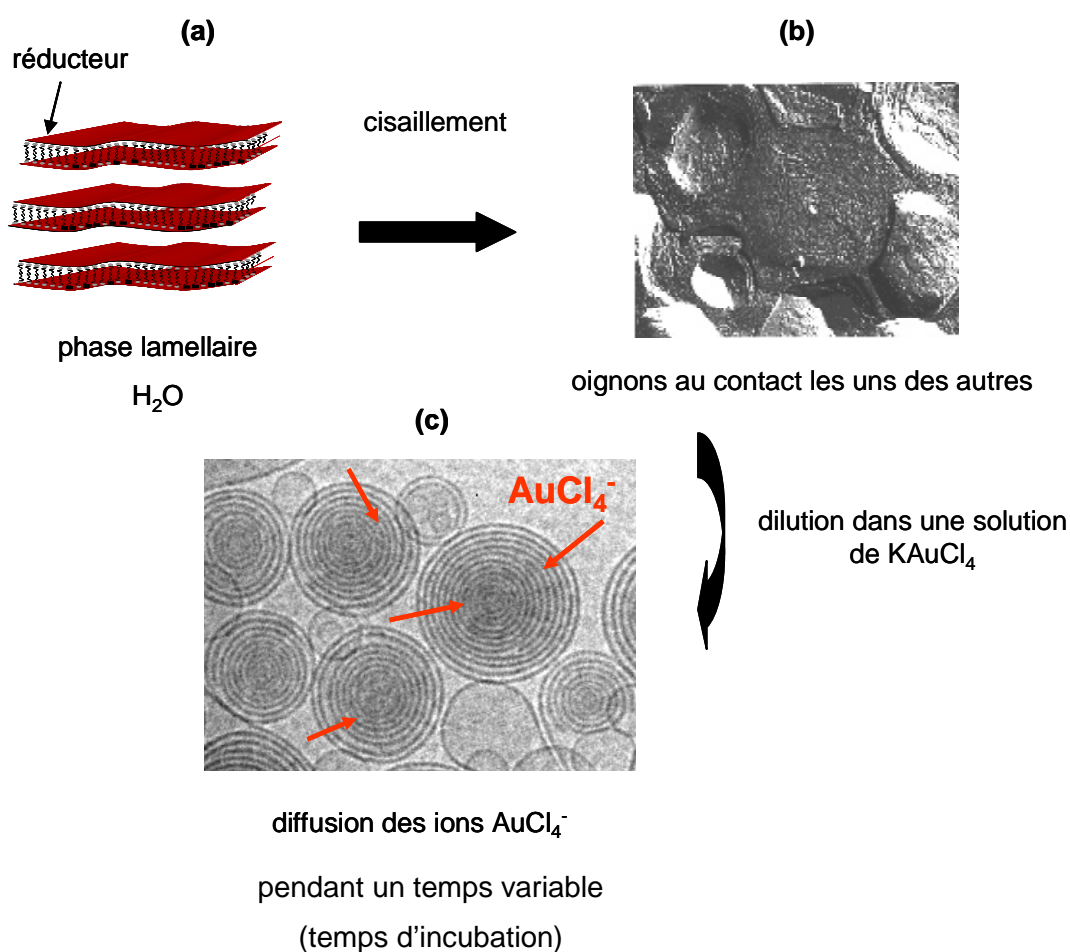 (a)
réducteur
phase lamellaire
H₂O
cisaillement
(b)
oignons au contact les uns des autres
dilution dans une solution
de KAuCl₄
(c)
AuCl₄⁻
diffusion des ions AuCl₄⁻
pendant un temps variable
(temps d'incubation)